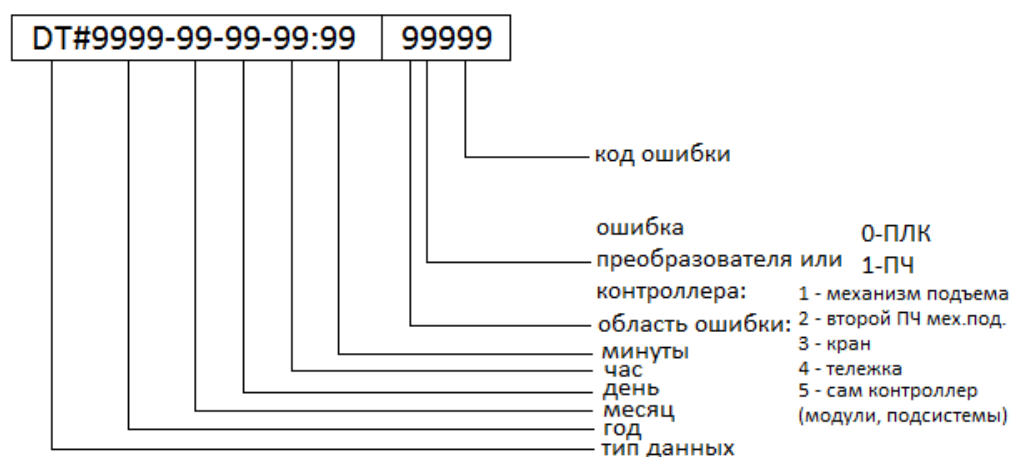 DT#9999-99-99-99:99 99999
код ошибки
ошибка
преобразователя или
контроллера:
0-ПЛК
1-ПЧ
область ошибки:
1 - механизм подъема
2 - второй ПЧ мех.под.
3 - кран
4 - тележка
5 - сам контроллер
(модули, подсистемы)
минуты
час
день
месяц
год
тип данных